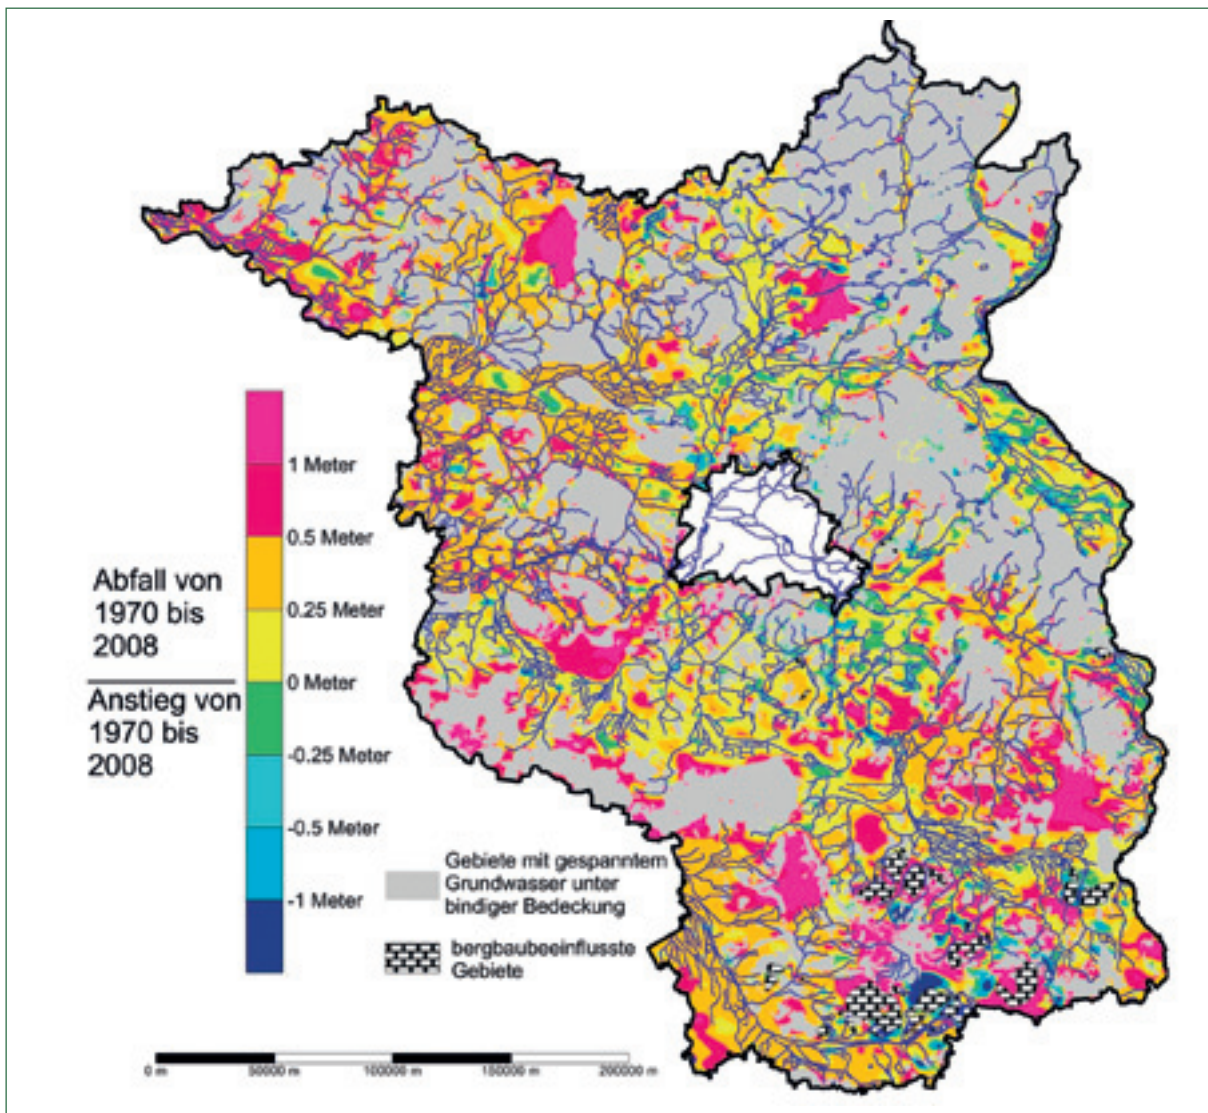 1 Meter
0.5 Meter
0.25 Meter
0 Meter
-0.25 Meter
-0.5 Meter
-1 Meter
Abfall von
1970 bis
2008
Anstieg von
1970 bis
2008
Gebiete mit gespanntem
Grundwasser unter
bindiger Bedeckung
bergbaubeeinflusste
Gebiete
0 m
50000 m
100000 m
150000 m
200000 m